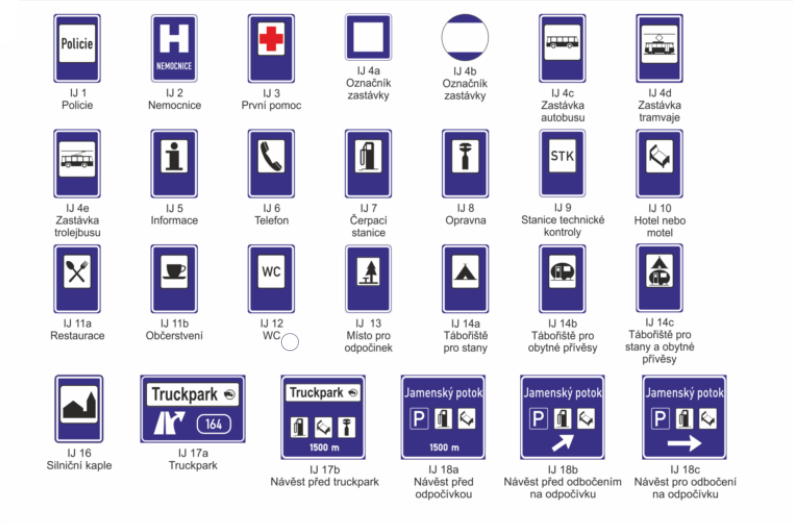 Policie
IJ 1
Policie
H
NEMOCNICE
IJ 2
Nemocnice
IJ 3
První pomoc
IJ 4a
Označník
zastávky
IJ 4b
Označník
zastávky
IJ 4c
Zastávka
autobusu
IJ 4d
Zastávka
tramvaje
IJ 4e
Zastávka
trolejbusu
IJ 5
Informace
IJ 6
Telefon
IJ 7
Čerpací
stanice
IJ 8
Opravna
STK
IJ 9
Stanice technické
kontroly
IJ 10
Hotel nebo
motel
IJ 11a
Restaurace
IJ 11b
Občerstvení
WC
IJ 12
WC
IJ 13
Místo pro
odpočinek
IJ 14a
Tábořiště
pro stany
IJ 14b
Tábořiště pro
obytné přívěsy
IJ 14c
Tábořiště pro
stany a obytné
přívěsy
IJ 16
Silniční kaple
Truckpark
164
IJ 17a
Truckpark
Truckpark
1500 m
IJ 17b
Návěst před truckpark
Jamenský potok
P
1500 m
IJ 18a
Návěst před
odpočívkou
Jamenský potok
P
IJ 18b
Návěst před odbočením
na odpočívku
Jamenský potok
P
IJ 18c
Návěst pro odbočení
na odpočívku